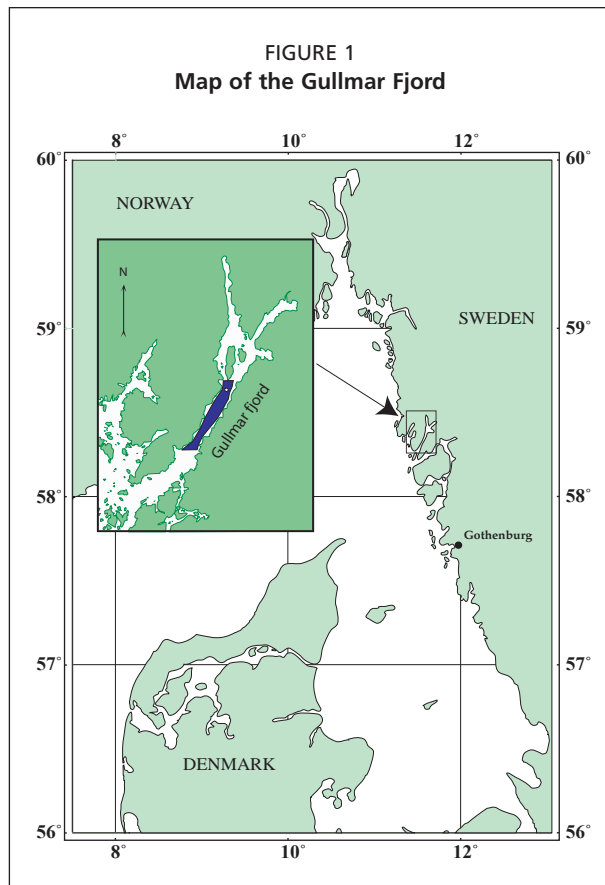 FIGURE 1
Map of the Gullmar Fjord
8° 10° 12°
60° 60°
NORWAY
N
59° 59°
SWEDEN
Gullmar fjord
58° 58°
Gothenburg
57° 57°
DENMARK
56° 56°
8° 10° 12°